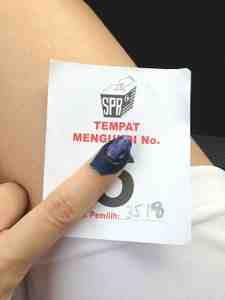 SPR
TEMPAT
MENGUNDI No.
Pemilih: 3518